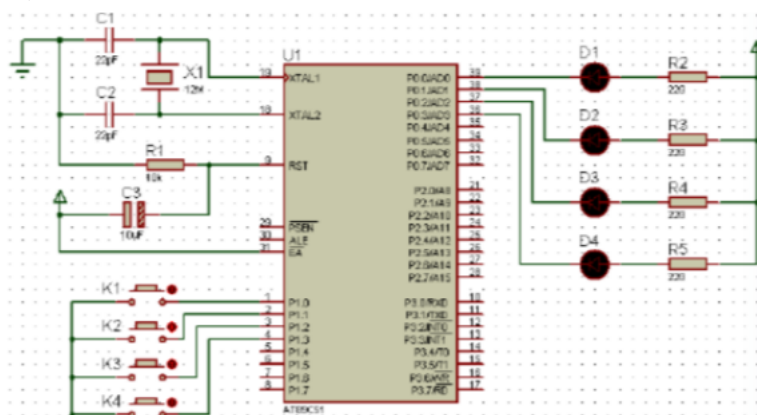 C1
22pF
X1
12M
C2
22pF
R1
10k
C3
10uF
K1
K2
K3
K4
U1
19
XTAL1
18
XTAL2
9
RST
29
PSEN
30
ALE
31
EA
1
P1.0
2
P1.1
3
P1.2
4
P1.3
5
P1.4
6
P1.5
7
P1.6
8
P1.7
P0.0/AD0
39
P0.1/AD1
38
P0.2/AD2
37
P0.3/AD3
36
P0.4/AD4
35
P0.5/AD5
34
P0.6/AD6
33
P0.7/AD7
32
P2.0/A8
21
P2.1/A9
22
P2.2/A10
23
P2.3/A11
24
P2.4/A12
25
P2.5/A13
26
P2.6/A14
27
P2.7/A15
28
P3.0/RXD
10
P3.1/TXD
11
P3.2/INT0
12
P3.3/INT1
13
P3.4/T0
14
P3.5/T1
15
P3.6/WR
16
P3.7/RD
17
AT89C51
D1
R2
220
D2
R3
220
D3
R4
220
D4
R5
220